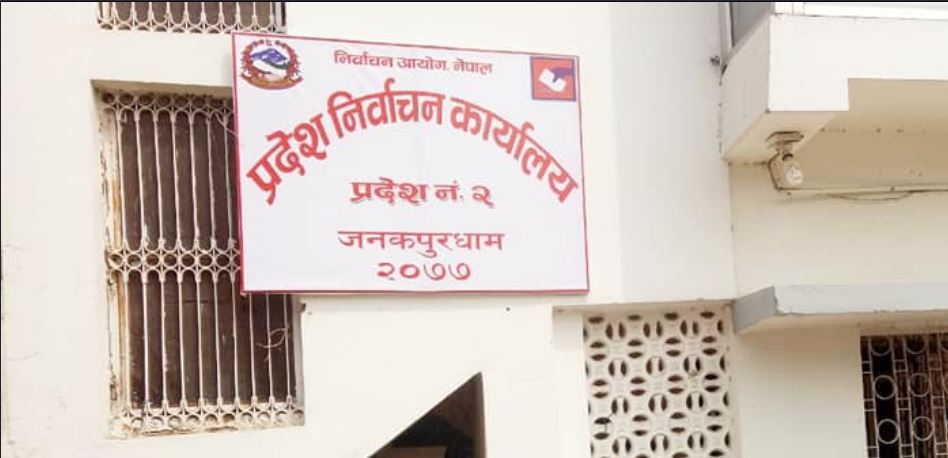 निर्वाचन आयोग, नेपाल
प्रदेश निर्वाचन कार्यालय
प्रदेश नं. २
जनकपुरधाम
२०७७